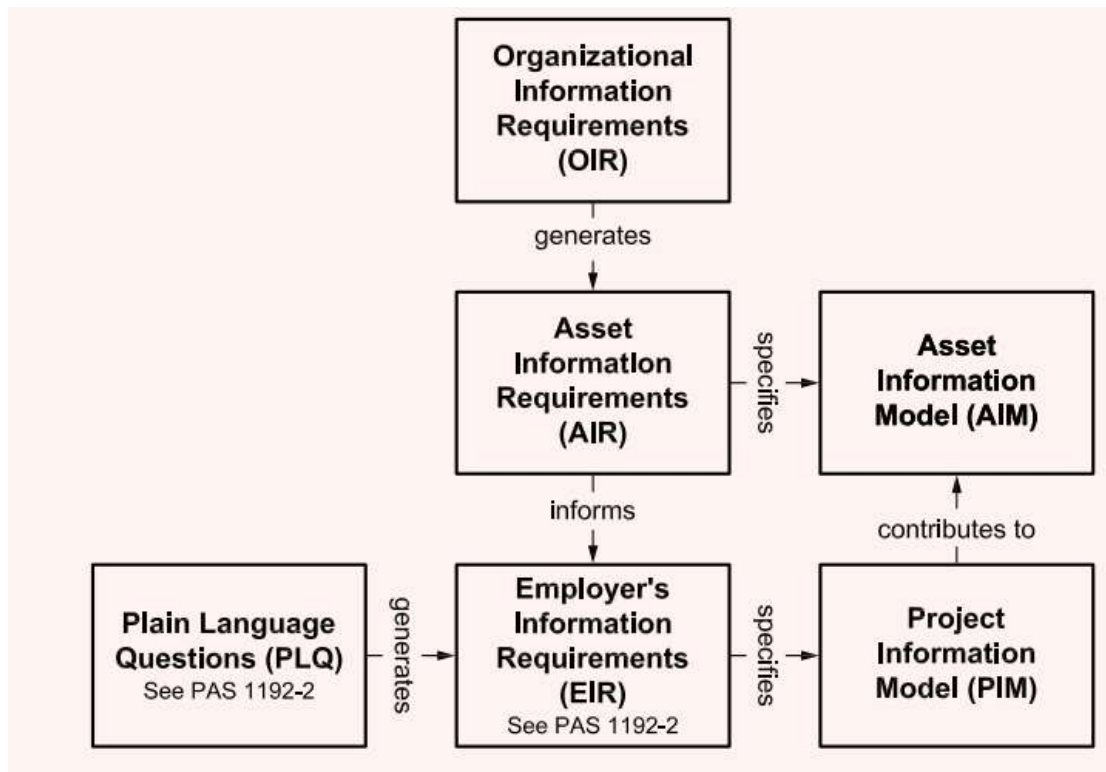 Organizational
Information
Requirements
(OIR)
generates
Asset
Information
Requirements
(AIR)
specifies
Asset
Information
Model (AIM)
informs
contributes to
Plain Language
Questions (PLQ)
See PAS 1192-2
generates
Employer's
Information
Requirements
(EIR)
See PAS 1192-2
specifies
Project
Information
Model (PIM)